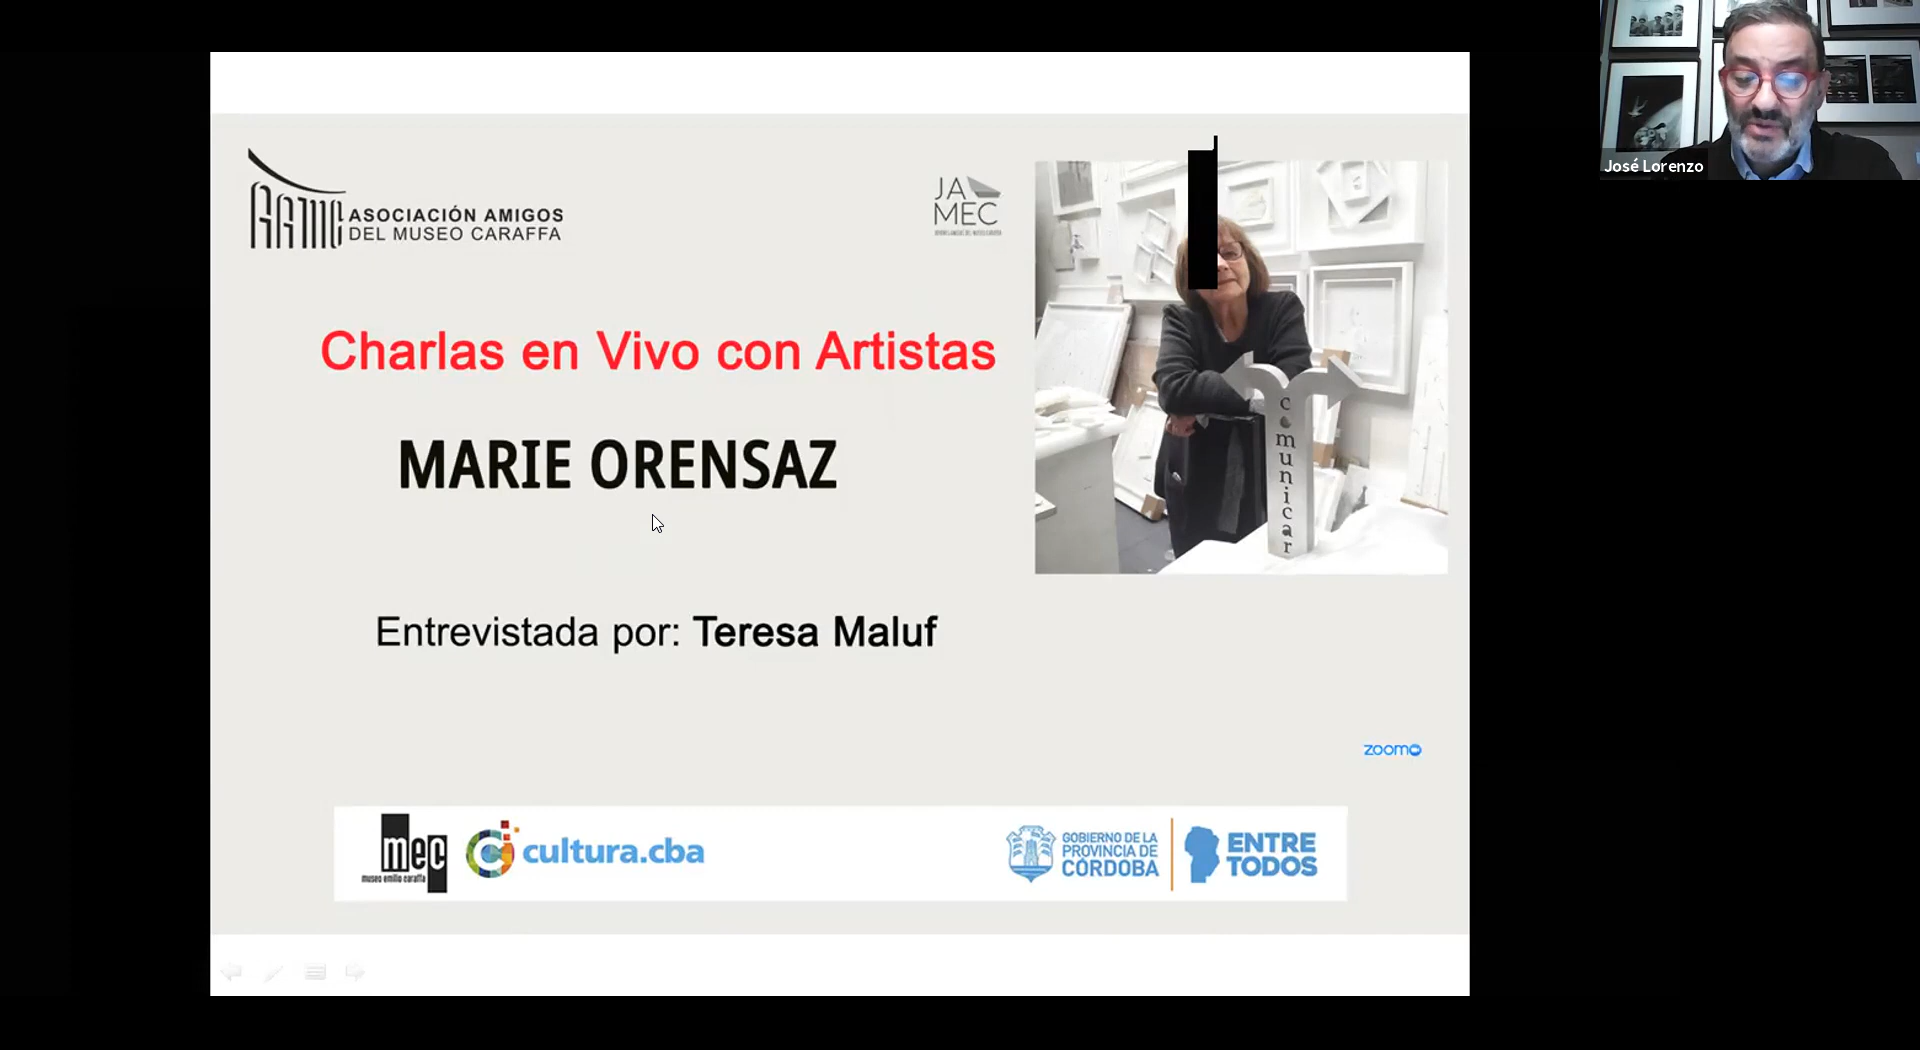 José Lorenzo
ASOCIACIÓN AMIGOS
DEL MUSEO CARAFFA
JA
MEC
Charlas en Vivo con Artistas
MARIE ORENSAZ
comunicar
Entrevistada por: Teresa Maluf
zoom
mec
museo emilio caraffa
cultura.cba
GOBIERNO DE LA
PROVINCIA DE
CÓRDOBA
ENTRE
TODOS